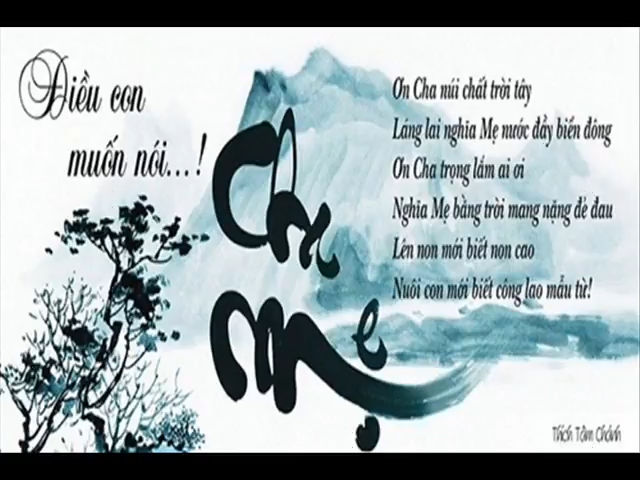 Điều con
muốn nói...!
Cha
Mẹ
Ơn Cha núi chất trời tây
Láng lai nghĩa Mẹ nước đầy biển đông
Ơn Cha trọng lắm ai ơi
Nghĩa Mẹ bằng trời mang nặng đẻ đau
Lên non mới biết non cao
Nuôi con mới biết công lao mẫu từ!
Thích Tâm Chánh